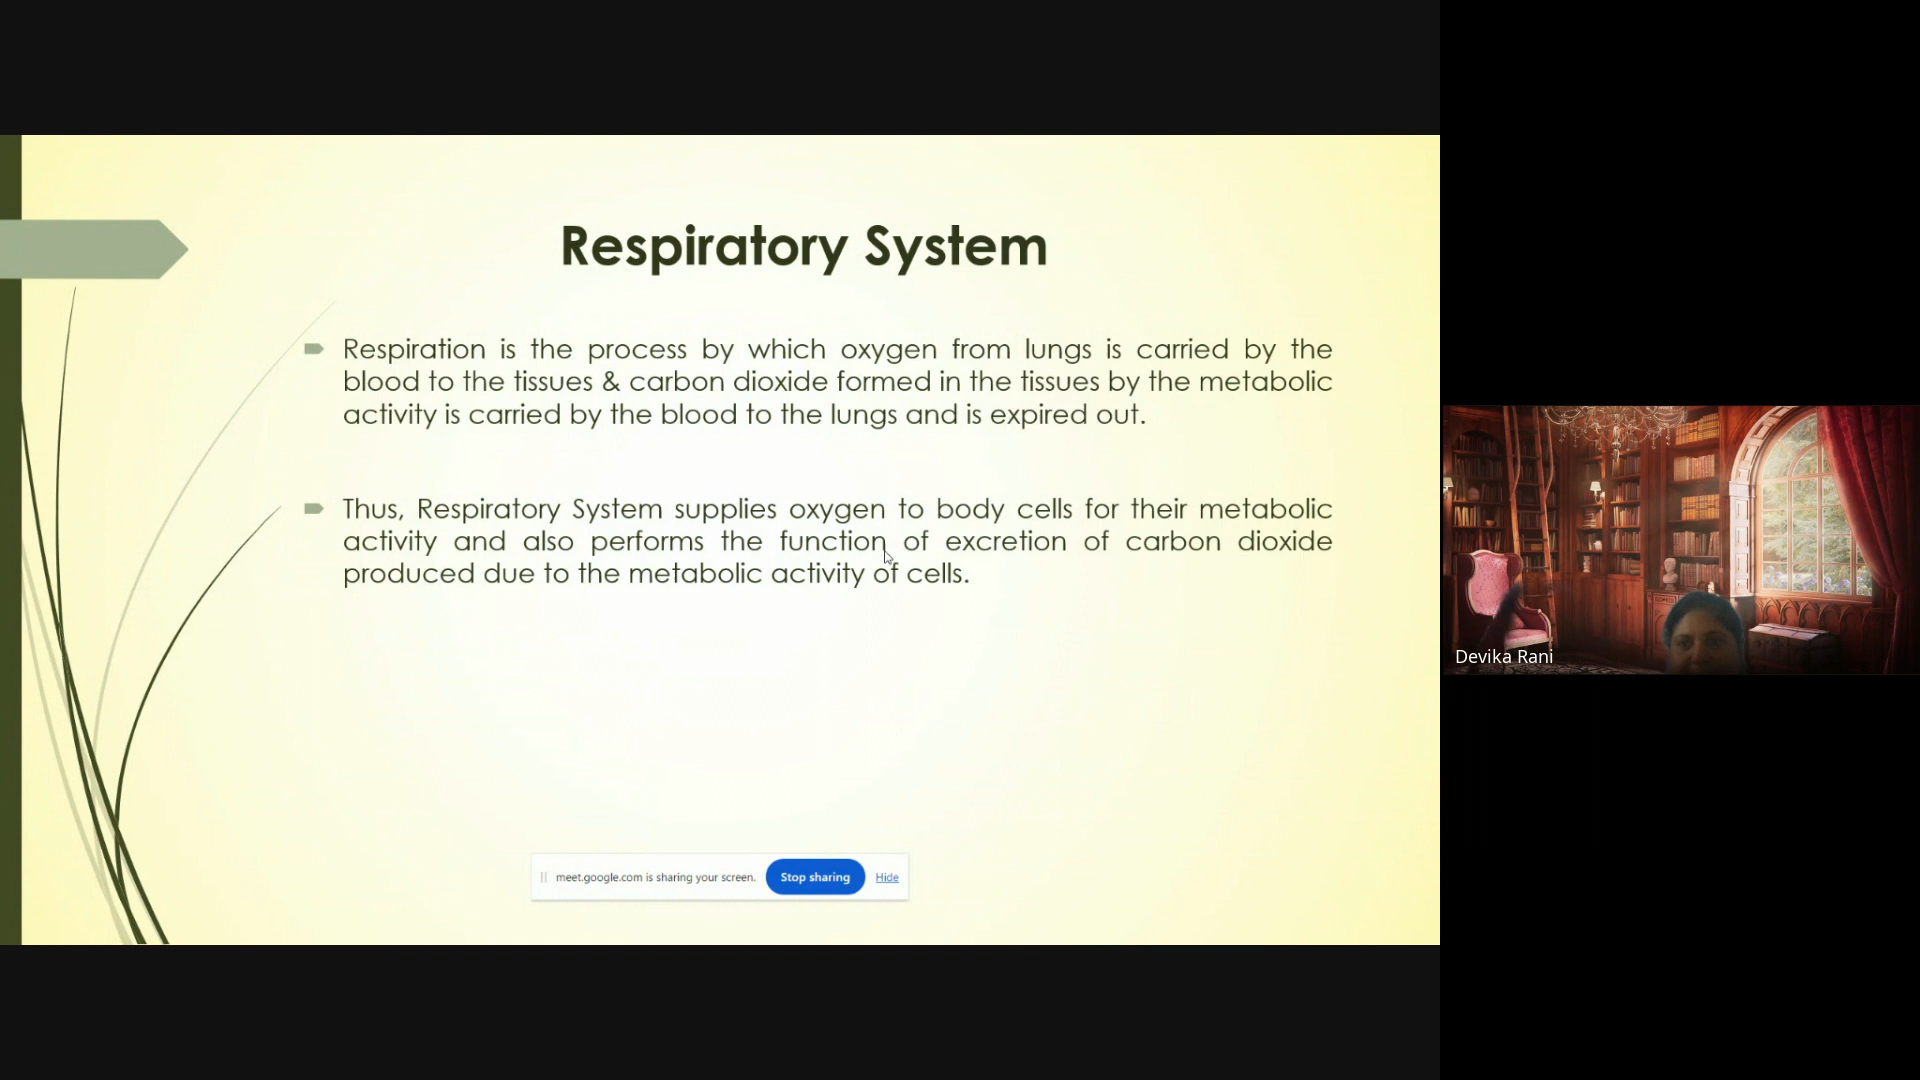 Respiratory System
Respiration is the process by which oxygen from lungs is carried by the
blood to the tissues & carbon dioxide formed in the tissues by the metabolic
activity is carried by the blood to the lungs and is expired out.
Thus, Respiratory System supplies oxygen to body cells for their metabolic
activity and also performs the function of excretion of carbon dioxide
produced due to the metabolic activity of cells.
meet.google.com is sharing your screen. Stop sharing Hide
Devika Rani